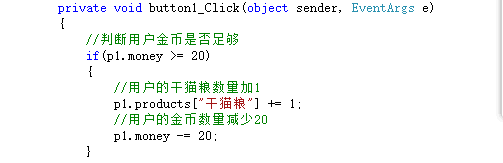 private void button1_Click(object sender, EventArgs e)
{
//判断用户金币是否足够
if(p1.money >= 20)
{
//用户的干猫粮数量加1
p1.products["干猫粮"] += 1;
//用户的金币数量减少20
p1.money -= 20;
}